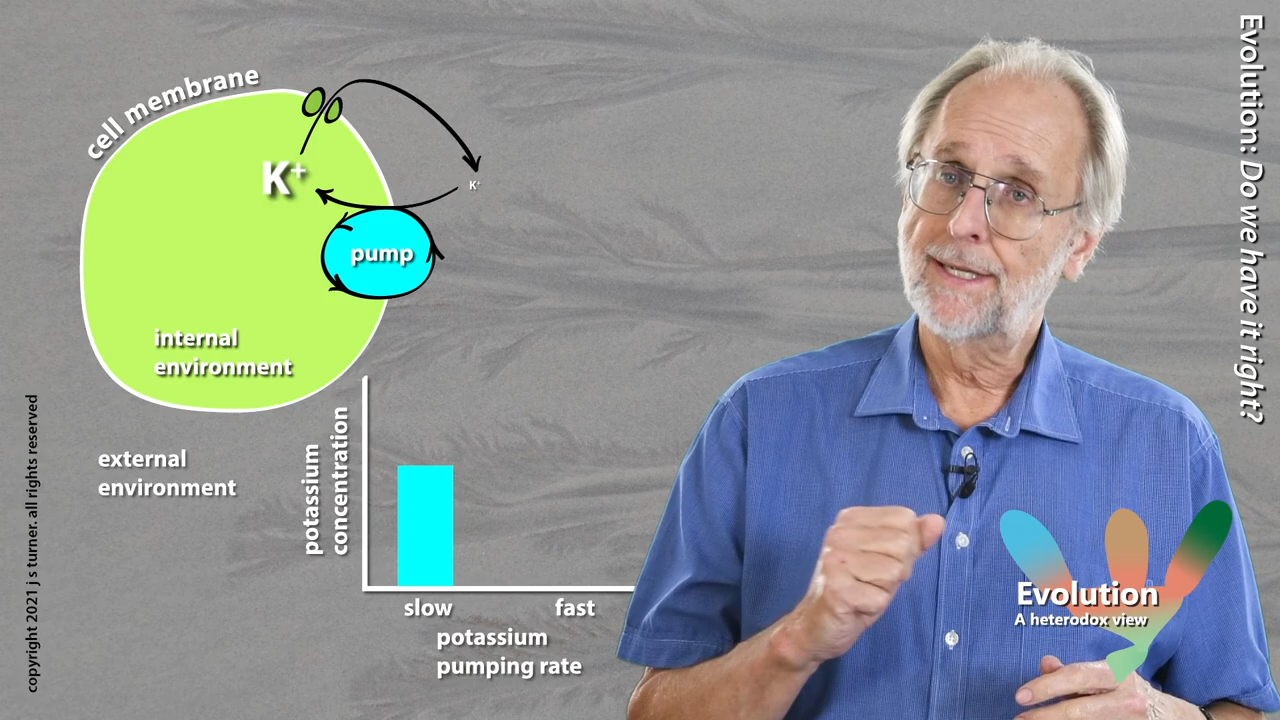 cell membrane
K⁺
K⁺
pump
internal
environment
external
environment
potassium
concentration
slow
fast
potassium
pumping rate
copyright 2021 j s turner. all rights reserved
Evolution: Do we have it right?
Evolution
A heterodox view